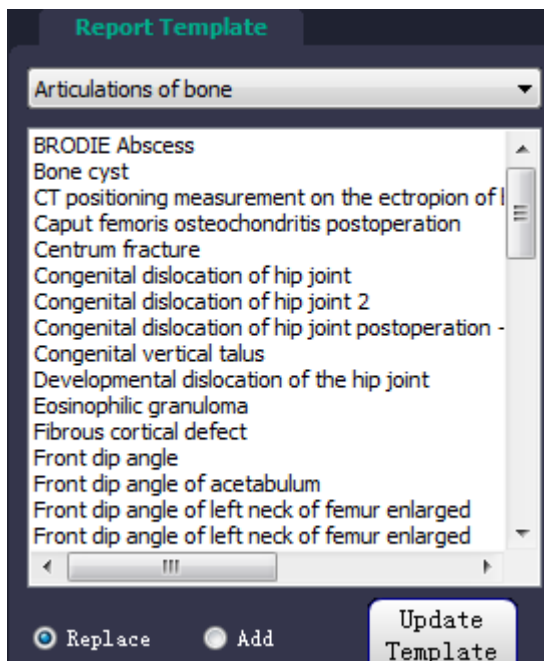 Report Template
Articulations of bone
BRODIE Abscess
Bone cyst
CT positioning measurement on the ectropion of
Caput femoris osteochondritis postoperation
Centrum fracture
Congenital dislocation of hip joint
Congenital dislocation of hip joint 2
Congenital dislocation of hip joint postoperation -
Congenital vertical talus
Developmental dislocation of the hip joint
Eosinophilic granuloma
Fibrous cortical defect
Front dip angle
Front dip angle of acetabulum
Front dip angle of left neck of femur enlarged
Front dip angle of left neck of femur enlarged
Replace Add
Update
Template